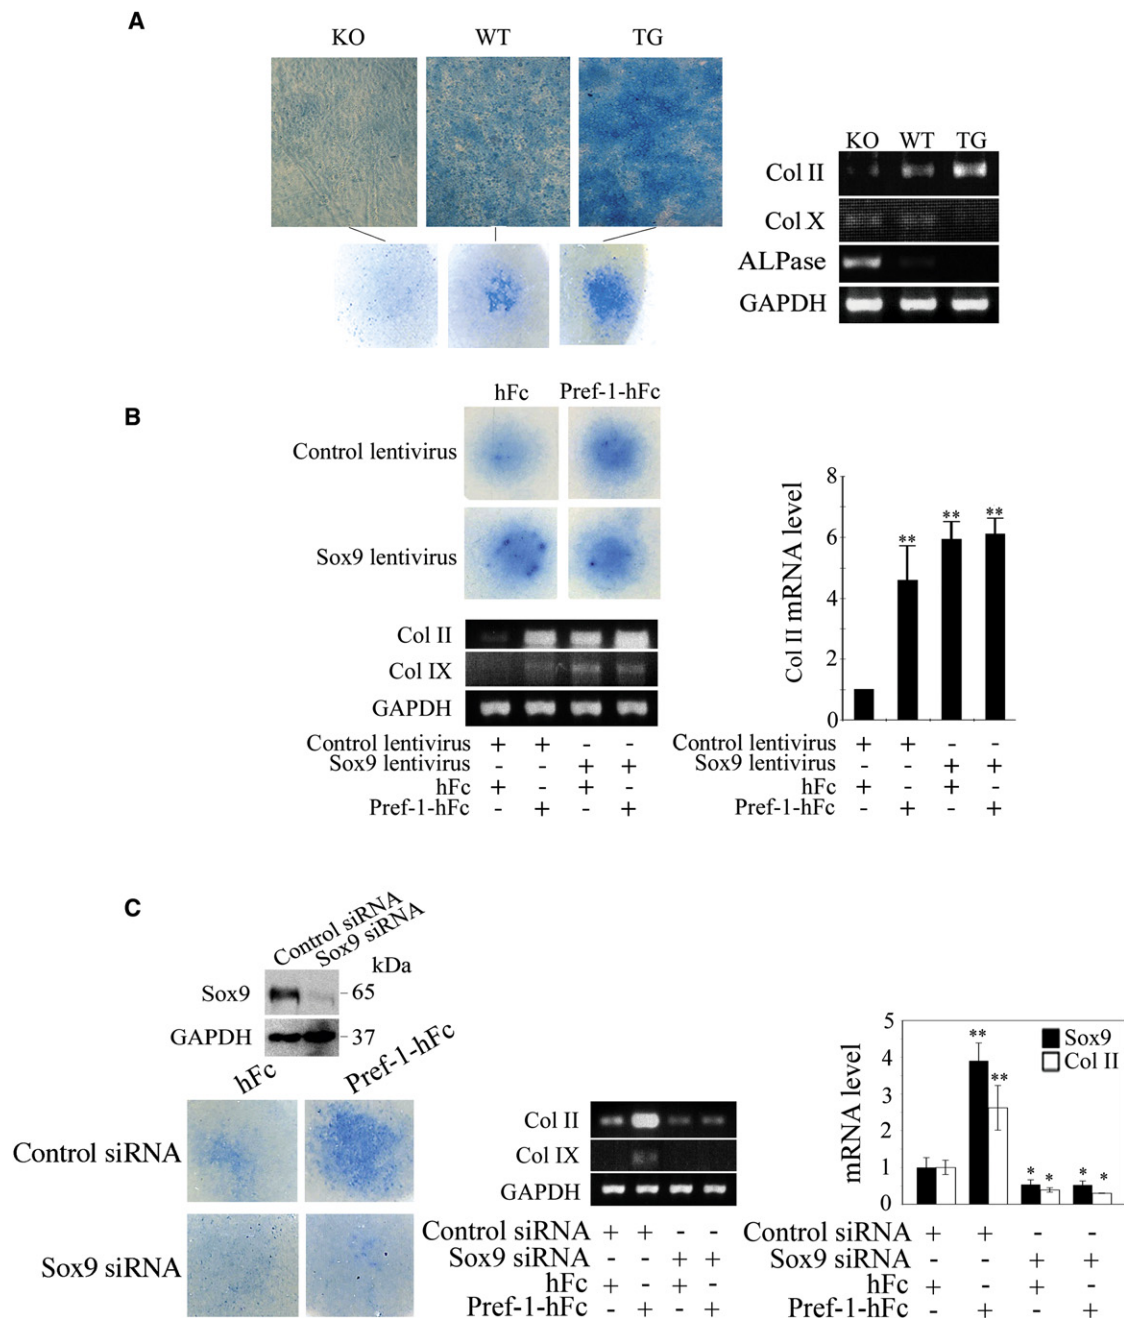 A
KO WT TG
KO WT TG
Col II
Col X
ALPase
GAPDH
B
hFc Pref-1-hFc
Control lentivirus
Sox9 lentivirus
Col II
Col IX
GAPDH
Control lentivirus + + - -
Sox9 lentivirus - - + +
hFc + - + -
Pref-1-hFc - + - +
Col II mRNA level
8
6
4
2
0
** ** **
Control lentivirus + + - -
Sox9 lentivirus - - + +
hFc + - + -
Pref-1-hFc - + - +
C
Control siRNA
Sox9 siRNA
kDa
Sox9 65
GAPDH 37
hFc Pref-1-hFc
Control siRNA
Sox9 siRNA
Col II
Col IX
GAPDH
Control siRNA + + - -
Sox9 siRNA - - + +
hFc + - + -
Pref-1-hFc - + - +
mRNA level
5
4
3
2
1
0
Sox9
Col II
** ** * * * *
Control siRNA + + - -
Sox9 siRNA - - + +
hFc + - + -
Pref-1-hFc - + - +